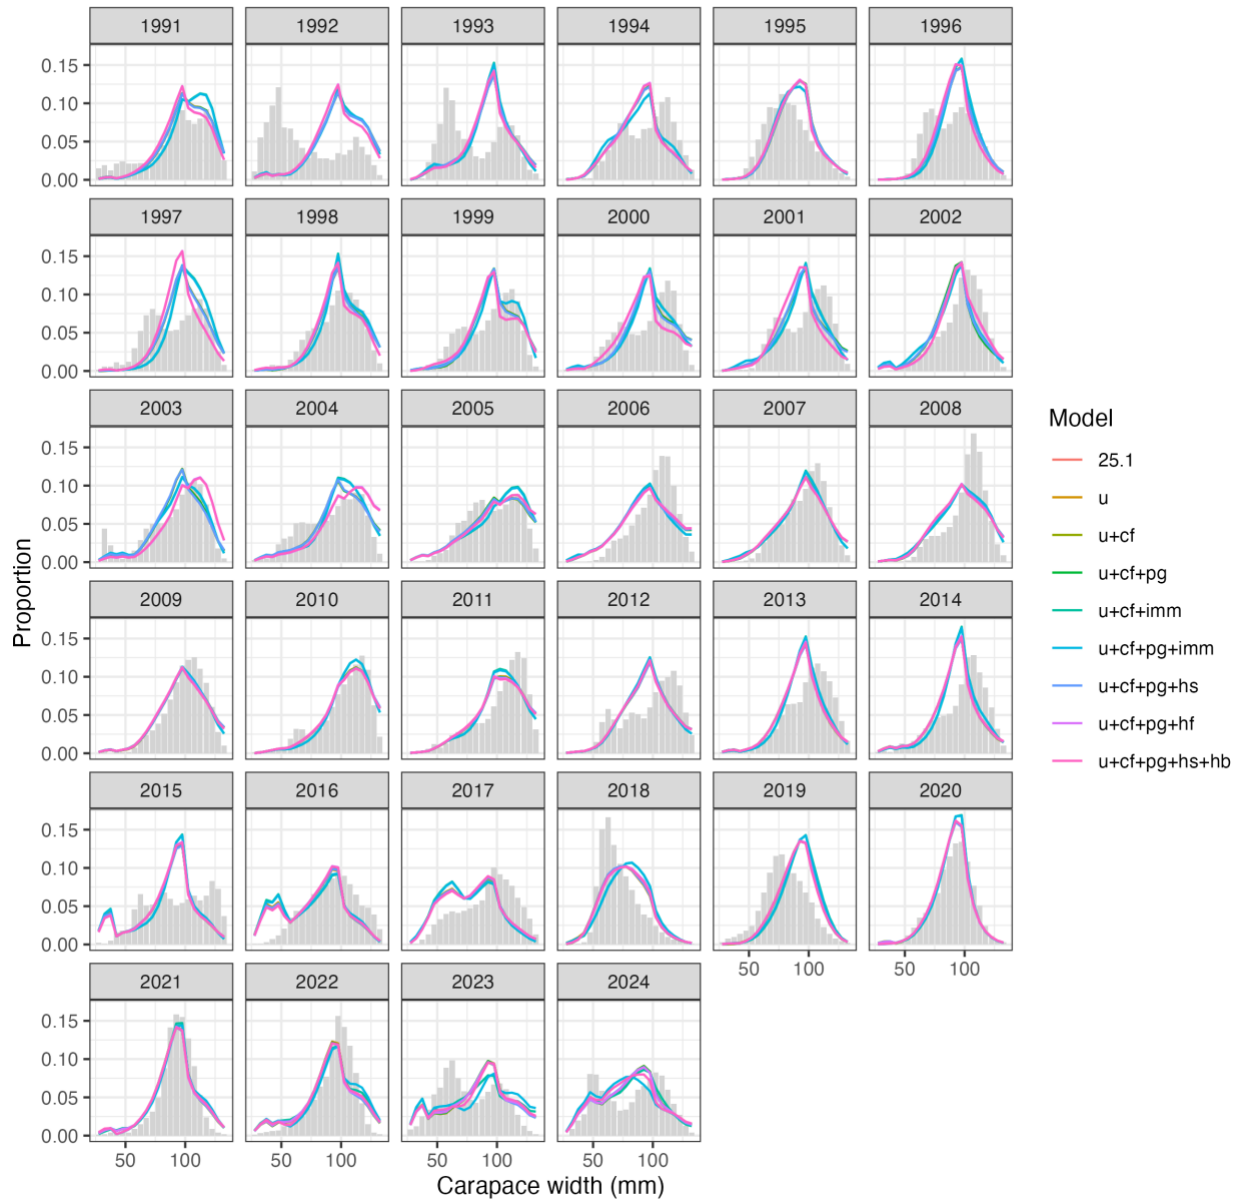 1991 1992 1993 1994 1995 1996
0.15
0.10
0.05
0.00
1997 1998 1999 2000 2001 2002
0.15
0.10
0.05
0.00
2003 2004 2005 2006 2007 2008
0.15
0.10
0.05
0.00
2009 2010 2011 2012 2013 2014
0.15
0.10
0.05
0.00
2015 2016 2017 2018 2019 2020
0.15
0.10
0.05
0.00
50 100 50 100
2021 2022 2023 2024
0.15
0.10
0.05
0.00
50 100 50 100 50 100 50 100
Carapace width (mm)
Proportion
Model
25.1
u
u+cf
u+cf+pg
u+cf+imm
u+cf+pg+imm
u+cf+pg+hs
u+cf+pg+hf
u+cf+pg+hs+hb